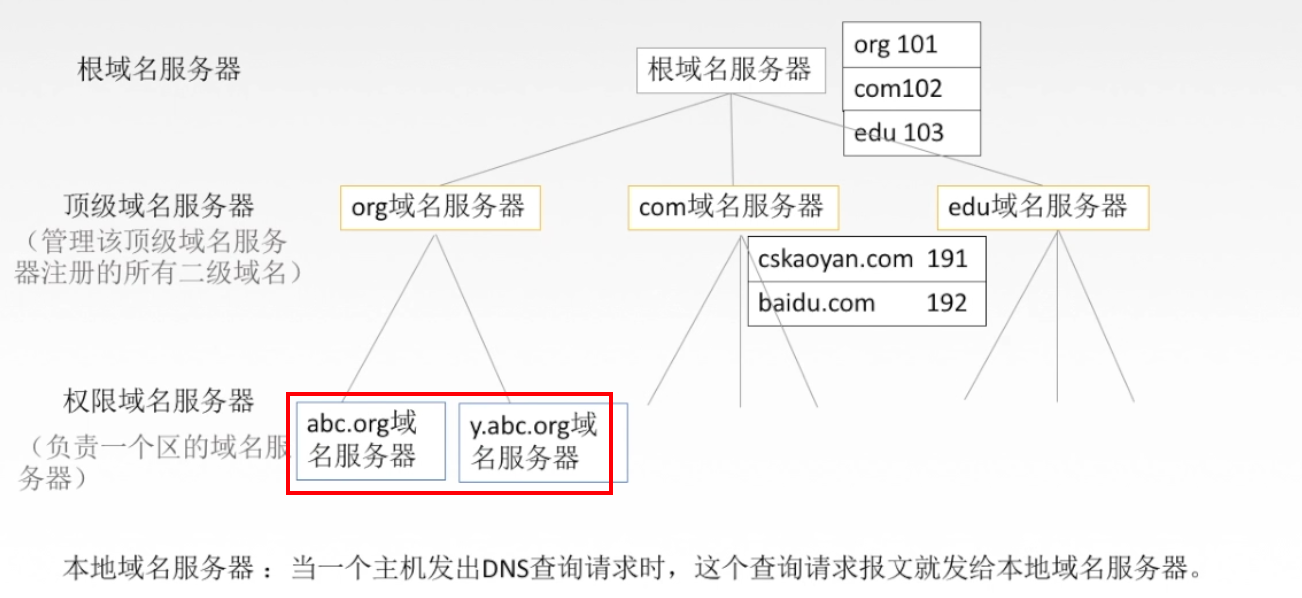 根域名服务器
根域名服务器
org 101
com102
edu 103
顶级域名服务器
（管理该顶级域名服务
器注册的所有二级域名）
org域名服务器
com域名服务器
edu域名服务器
cskaoyan.com 191
baidu.com 192
权限域名服务器
（负责一个区的域名服
务器）
abc.org域
名服务器
y.abc.org域
名服务器
本地域名服务器： 当一个主机发出DNS查询请求时，这个查询请求报文就发给本地域名服务器。